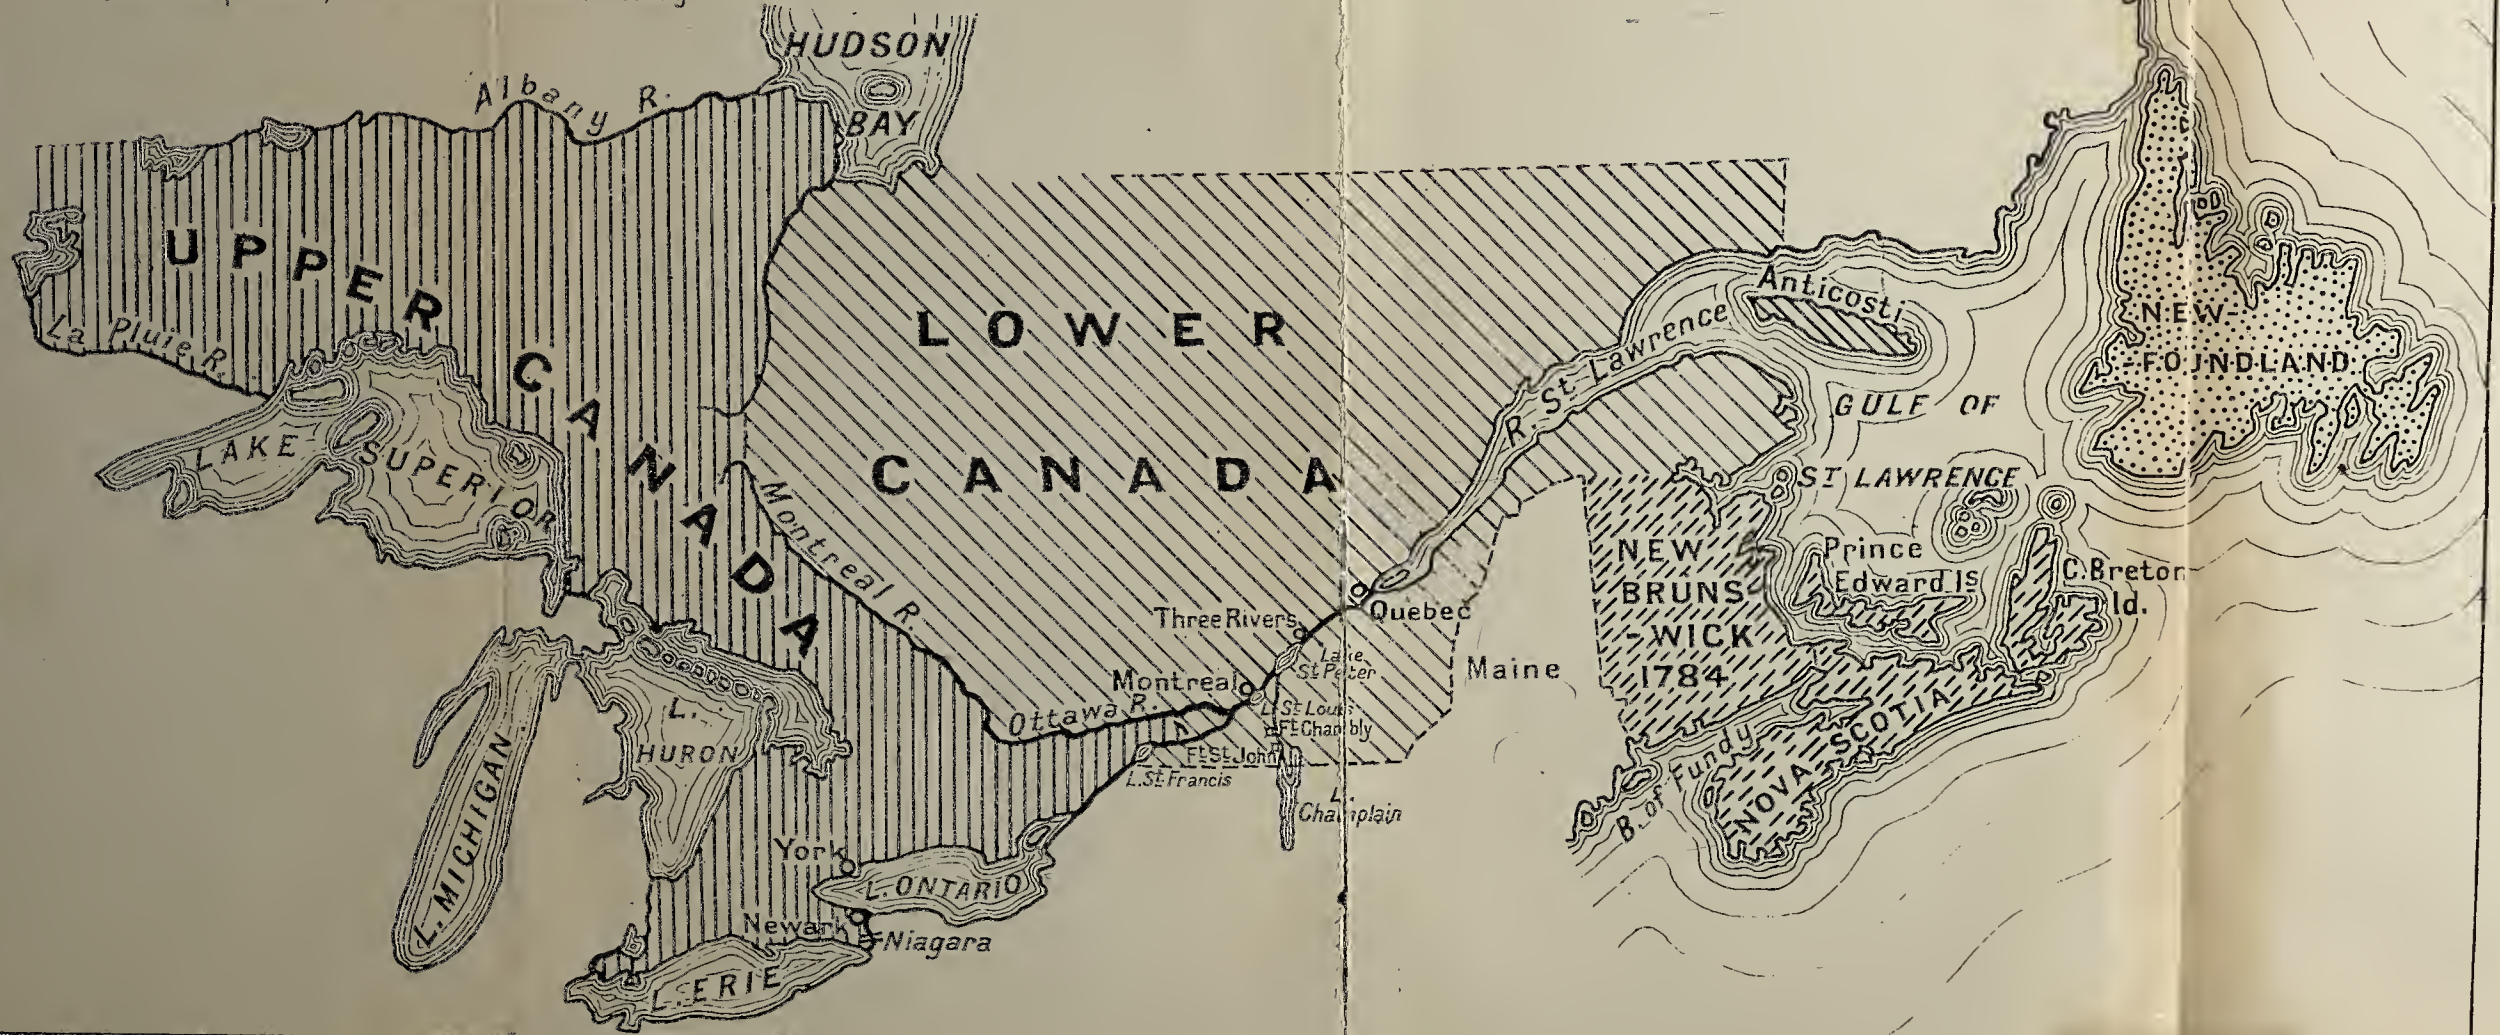 HUDSON
BAY
Albany R.
UPPER
CANADA
La Pluie R.
LAKE SUPERIOR
LOWER
CANADA
Montreal R.
Ottawa R.
Three Rivers
Quebec
Lake
St Peter
Montreal
L. St Louis
Ft Chambly
Ft St John
L. St Francis
L.
Champlain
L. MICHIGAN
L.
HURON
York
L. ONTARIO
Newark
Niagara
L. ERIE
R. St Lawrence
Anticosti
GULF OF
ST LAWRENCE
NEW-
FOUNDLAND
NEW
BRUNS
-WICK
1784
Maine
Prince
Edward Is
C. Breton
Id.
B. of Fundy
NOVA SCOTIA